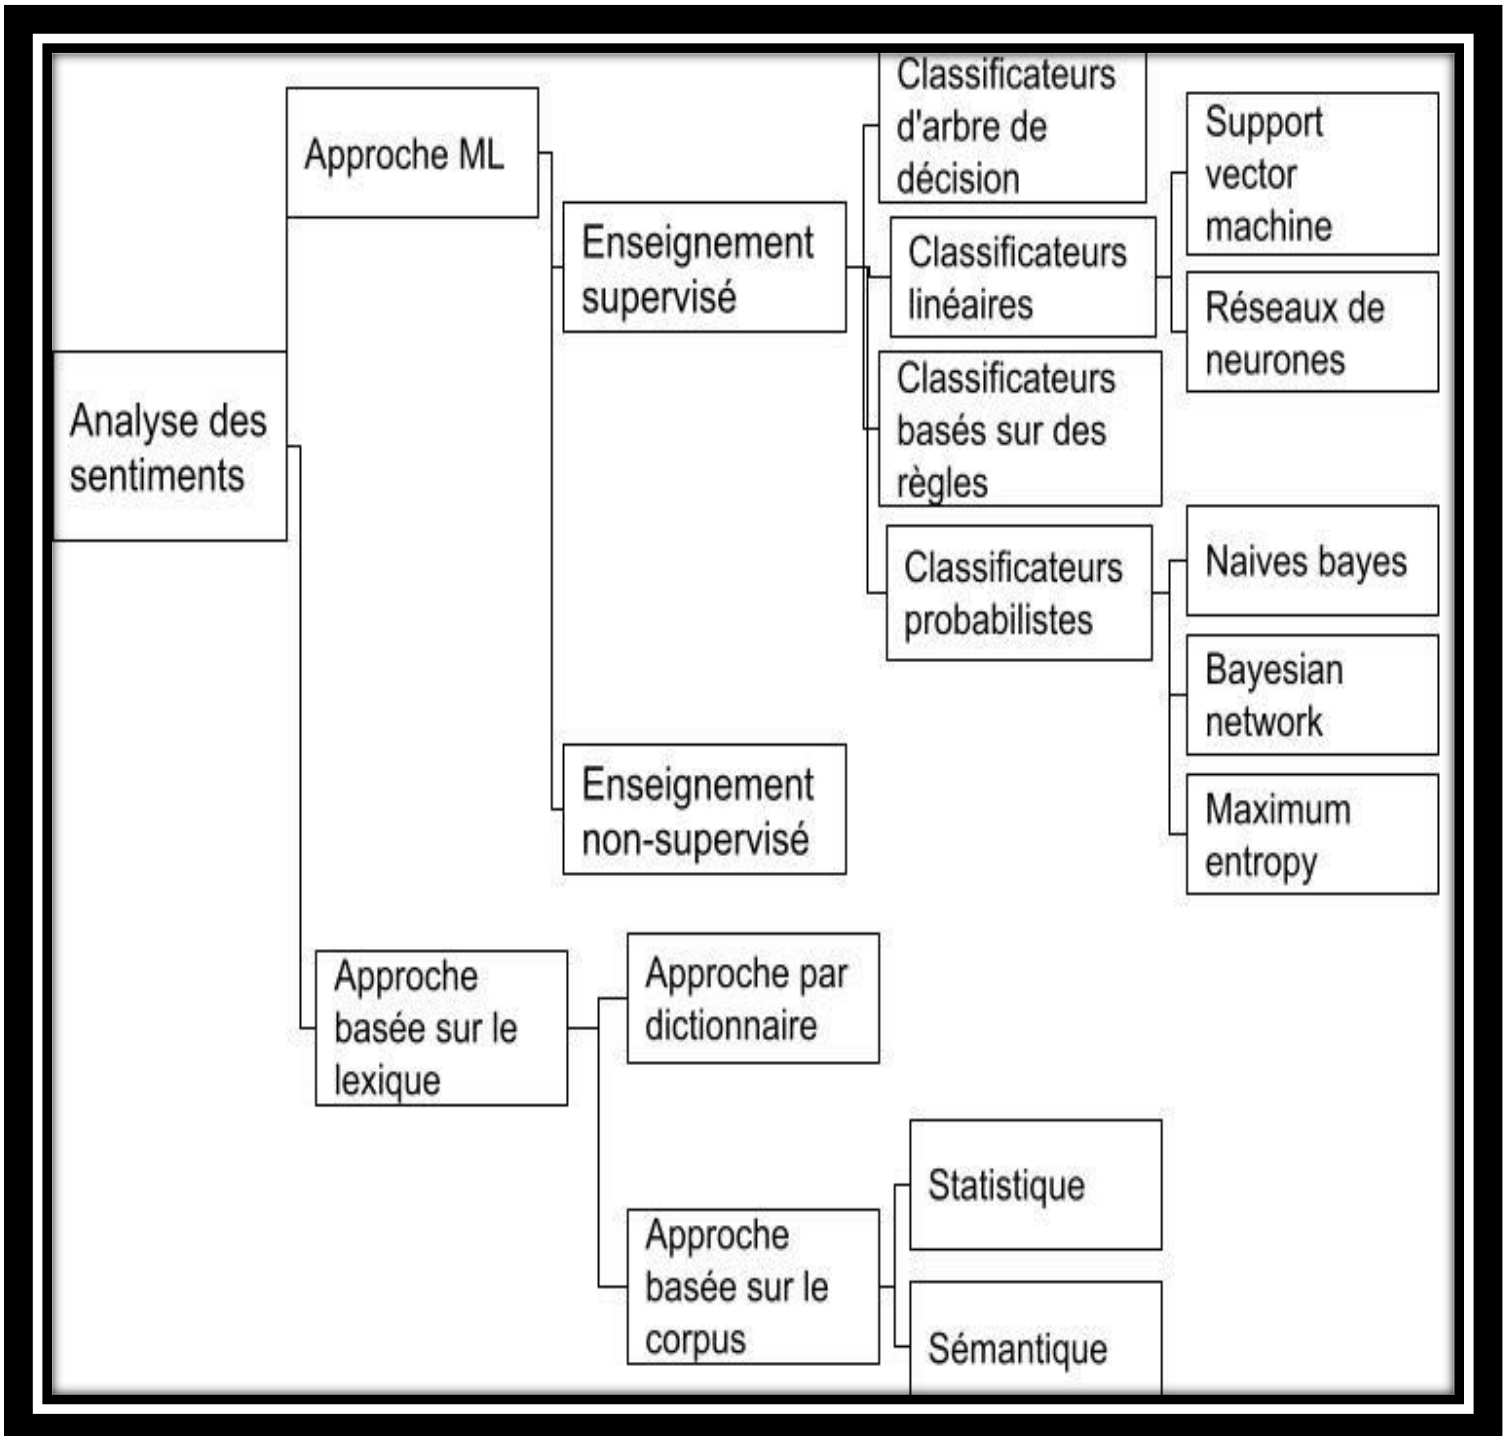 Classificateurs
d'arbre de
décision
Support
vector
machine
Approche ML
Enseignement
supervisé
Classificateurs
linéaires
Réseaux de
neurones
Classificateurs
basés sur des
règles
Analyse des
sentiments
Classificateurs
probabilistes
Naives bayes
Bayesian
network
Enseignement
non-supervisé
Maximum
entropy
Approche
basée sur le
lexique
Approche par
dictionnaire
Statistique
Approche
basée sur le
corpus
Sémantique